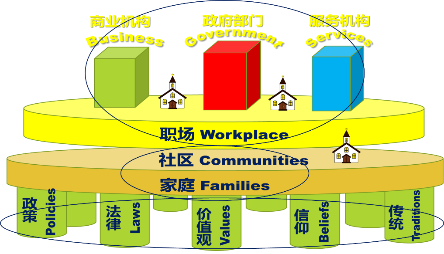 商业机构
Business
政府部门
Government
服务机构
Services
职场 Workplace
社区 Communities
家庭 Families
政策 Policies
法律 Laws
价值观 Values
信仰 Beliefs
传统 Traditions